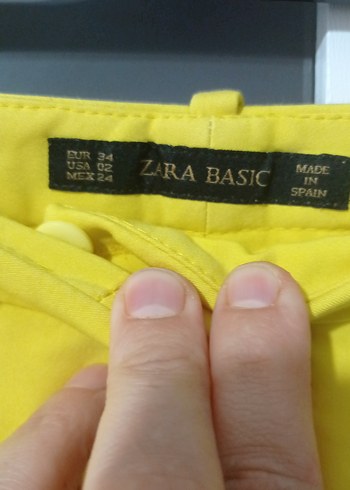 EUR 34
USA 02
MEX 24
ZARA BASIC
MADE
IN
SPAIN